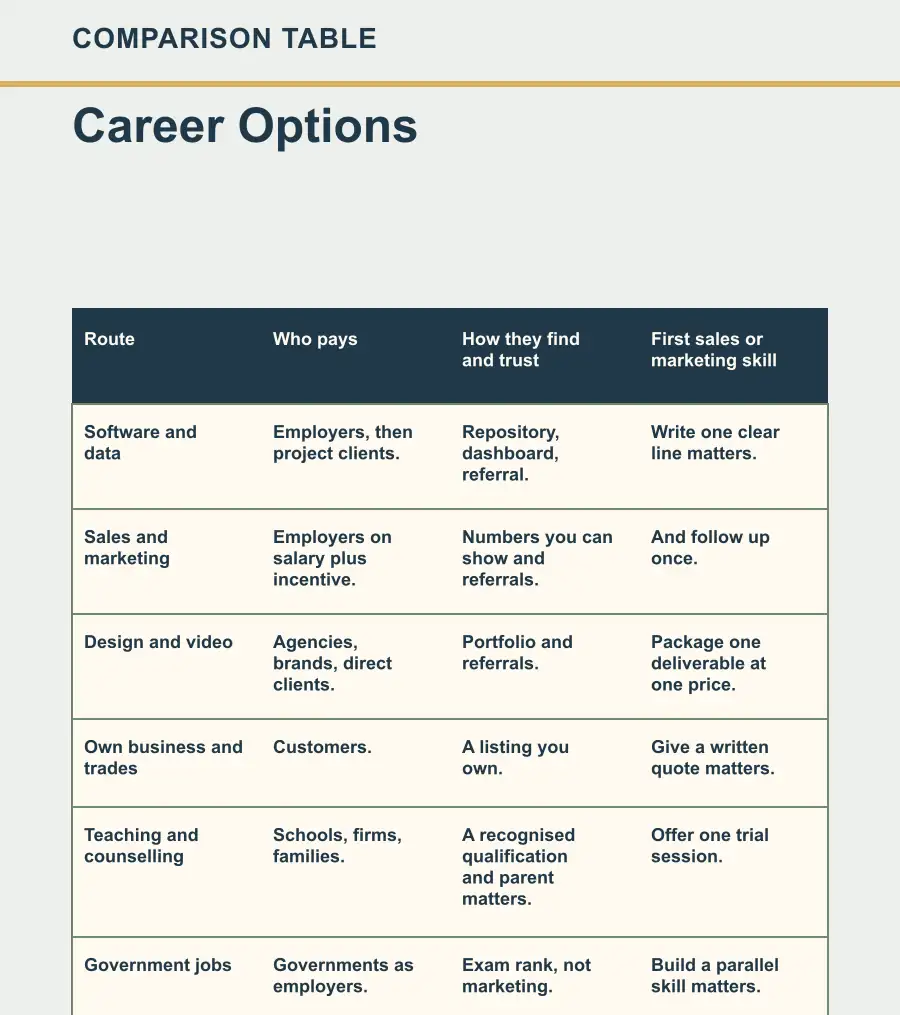 COMPARISON TABLE
Career Options
Route
Who pays
How they find
and trust
First sales or
marketing skill
Software and
data
Employers, then
project clients.
Repository,
dashboard,
referral.
Write one clear
line matters.
Sales and
marketing
Employers on
salary plus
incentive.
Numbers you can
show and
referrals.
And follow up
once.
Design and video
Agencies,
brands, direct
clients.
Portfolio and
referrals.
Package one
deliverable at
one price.
Own business and
trades
Customers.
A listing you
own.
Give a written
quote matters.
Teaching and
counselling
Schools, firms,
families.
A recognised
qualification
and parent
matters.
Offer one trial
session.
Government jobs
Governments as
employers.
Exam rank, not
marketing.
Build a parallel
skill matters.